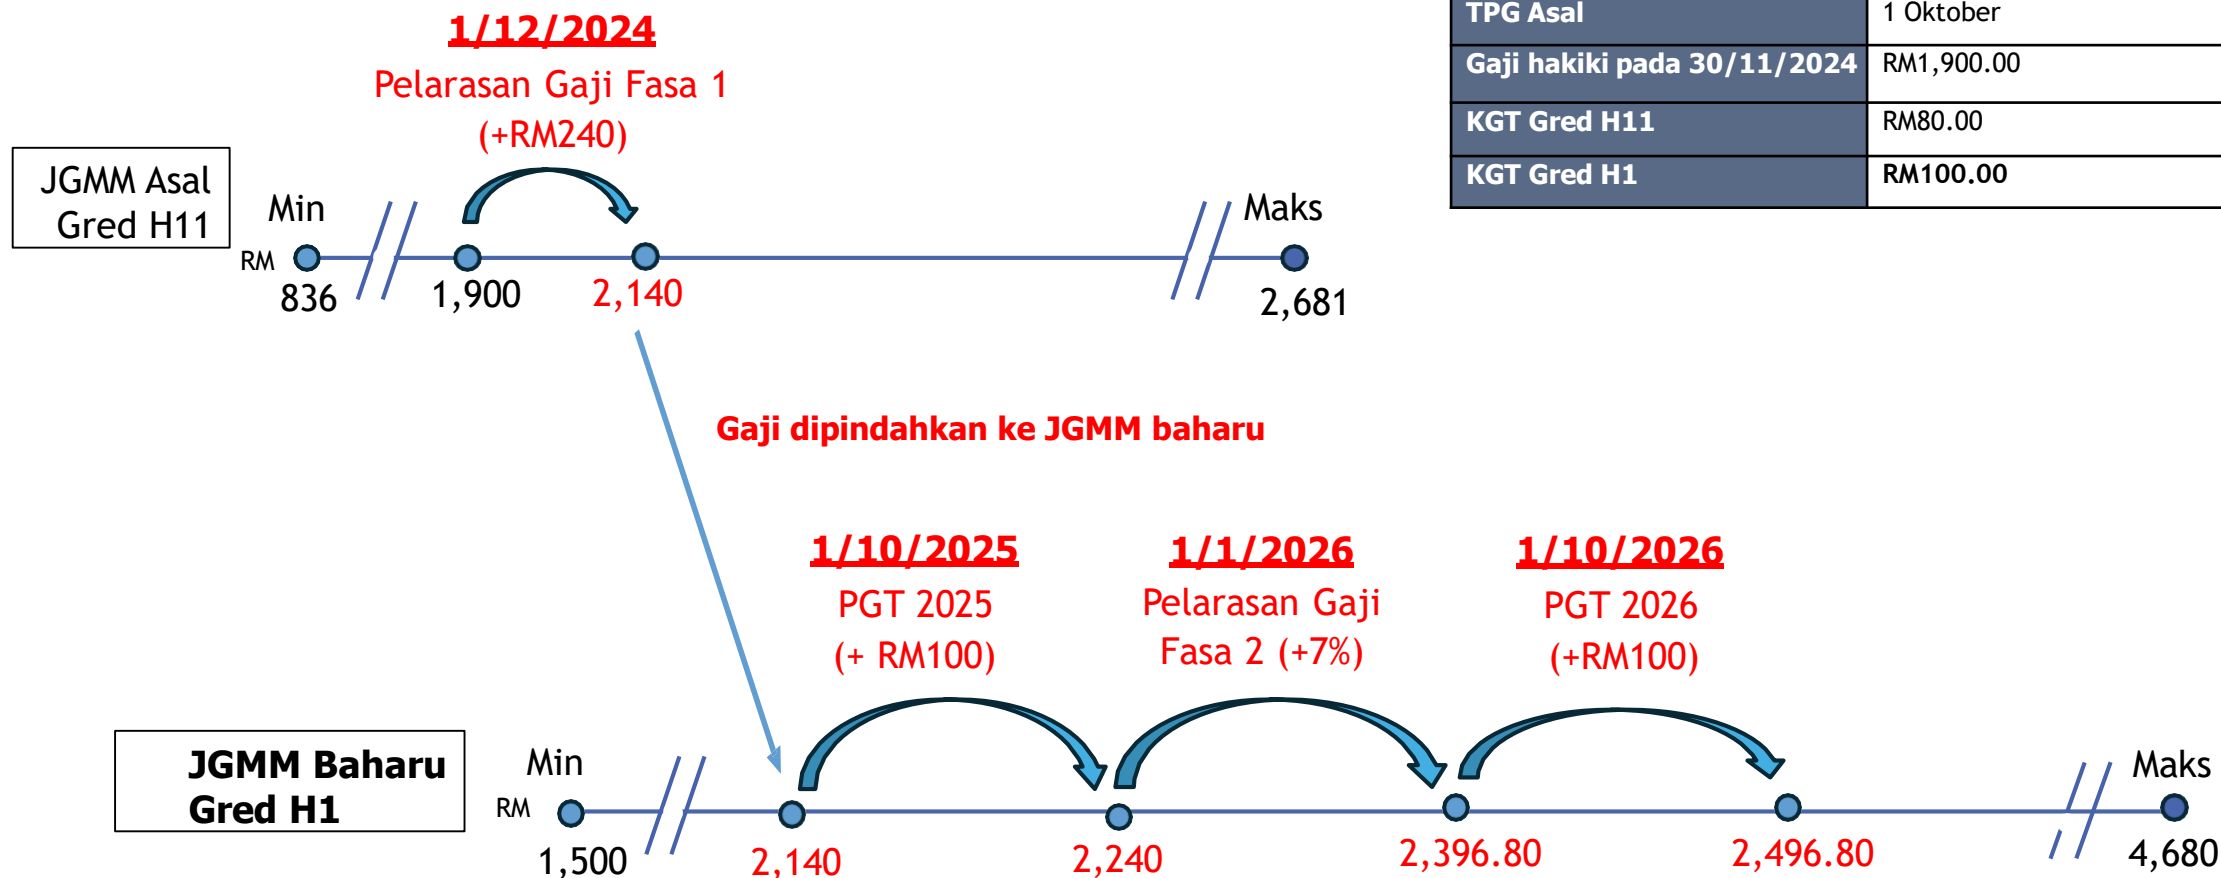 TPG Asal 1 Oktober
Gaji hakiki pada 30/11/2024 RM1,900.00
KGT Gred H11 RM80.00
KGT Gred H1 RM100.00
1/12/2024
Pelarasan Gaji Fasa 1
(+RM240)
JGMM Asal
Gred H11
Min
Maks
RM
836
1,900
2,140
2,681
Gaji dipindahkan ke JGMM baharu
1/10/2025
PGT 2025
(+ RM100)
1/1/2026
Pelarasan Gaji
Fasa 2 (+7%)
1/10/2026
PGT 2026
(+RM100)
JGMM Baharu
Gred H1
Min
Maks
RM
1,500
2,140
2,240
2,396.80
2,496.80
4,680